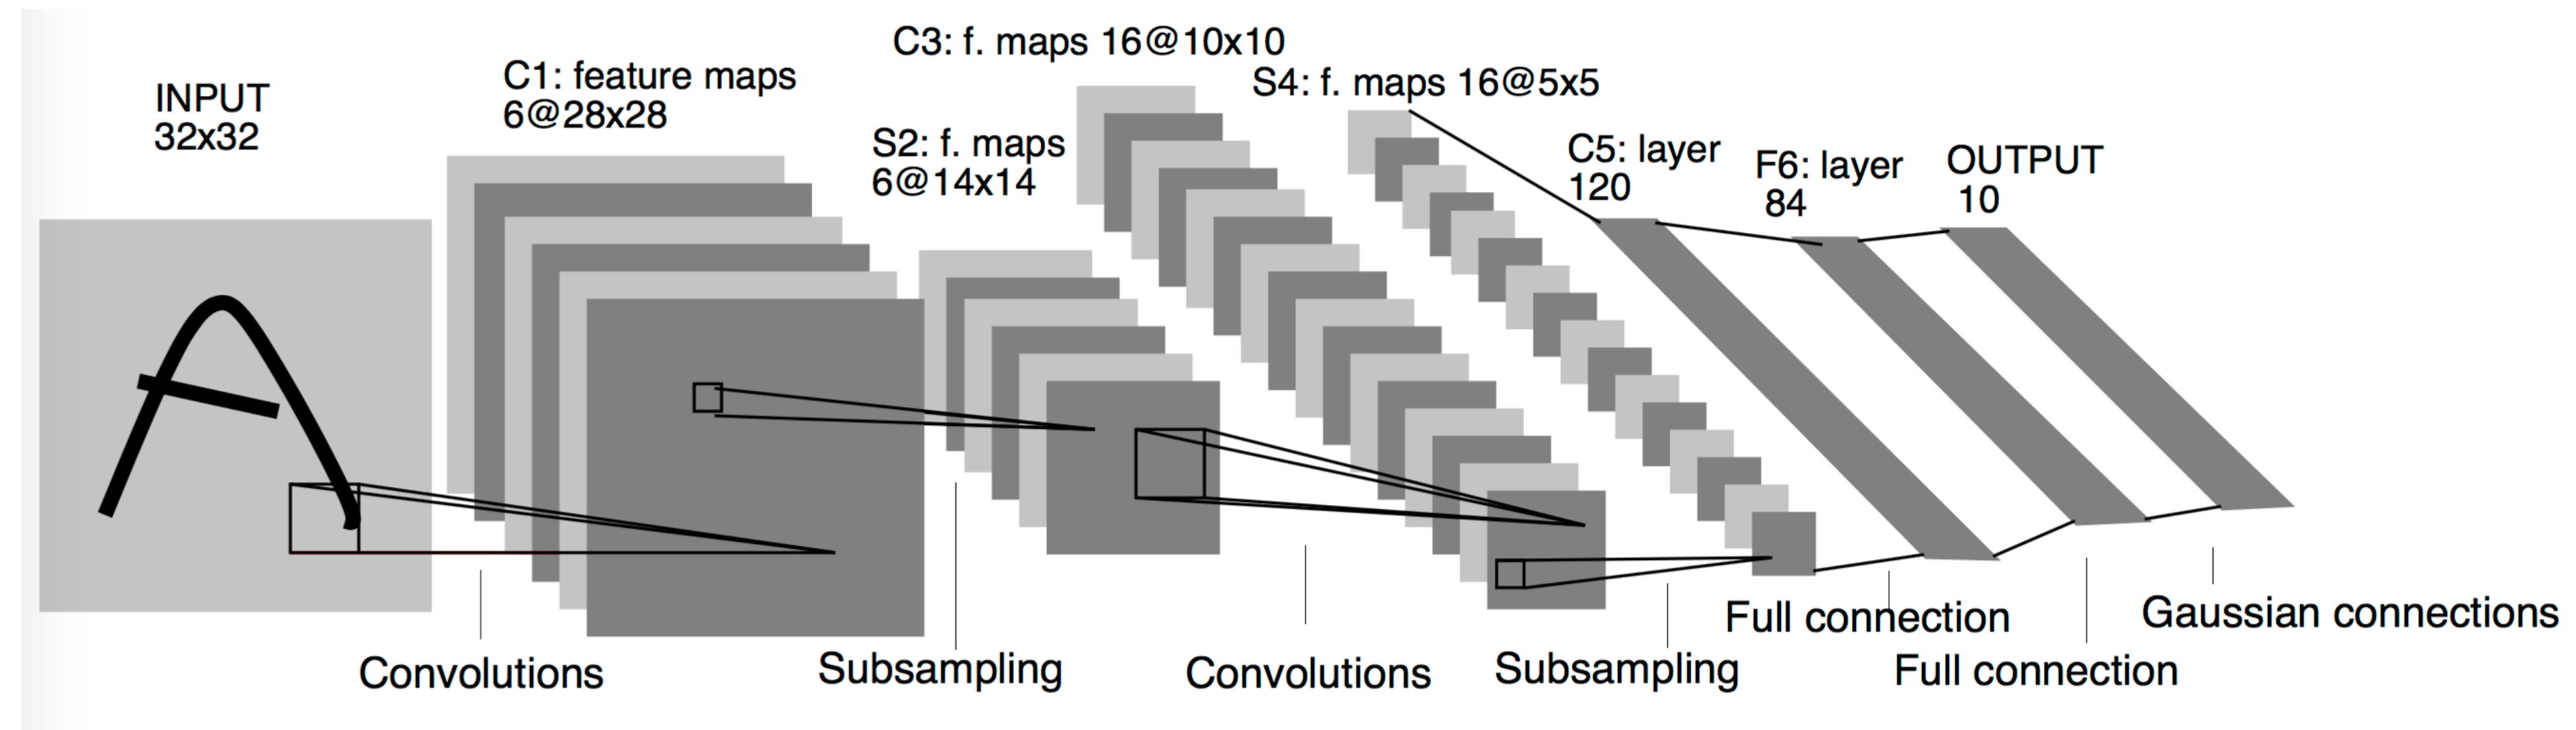 INPUT
32x32
C1: feature maps
6@28x28
S2: f. maps
6@14x14
C3: f. maps 16@10x10
S4: f. maps 16@5x5
C5: layer
120
F6: layer
84
OUTPUT
10
Convolutions
Subsampling
Convolutions
Subsampling
Full connection
Full connection
Gaussian connections